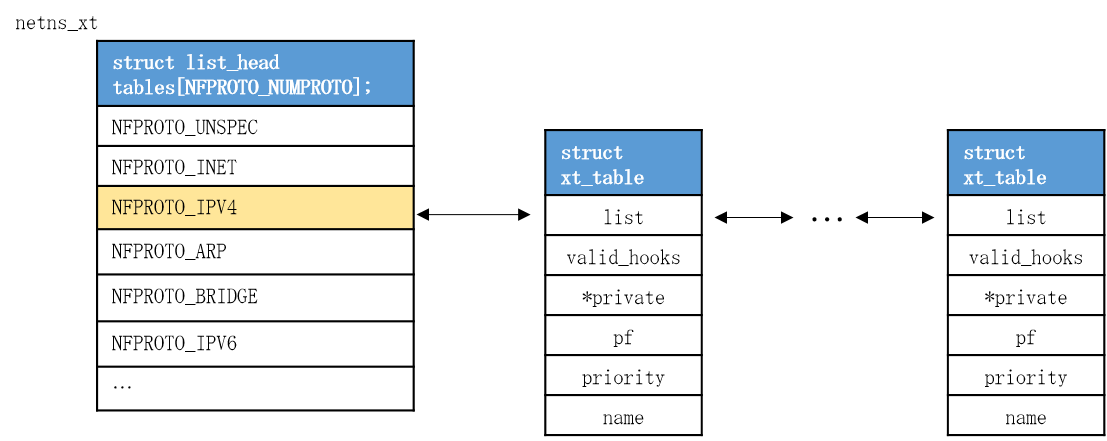 netns_xt
struct list_head
tables[NFPROTO_NUMPROTO];
NFPROTO_UNSPEC
NFPROTO_INET
NFPROTO_IPV4
NFPROTO_ARP
NFPROTO_BRIDGE
NFPROTO_IPV6
...
struct
xt_table
list
valid_hooks
*private
pf
priority
name
...
struct
xt_table
list
valid_hooks
*private
pf
priority
name